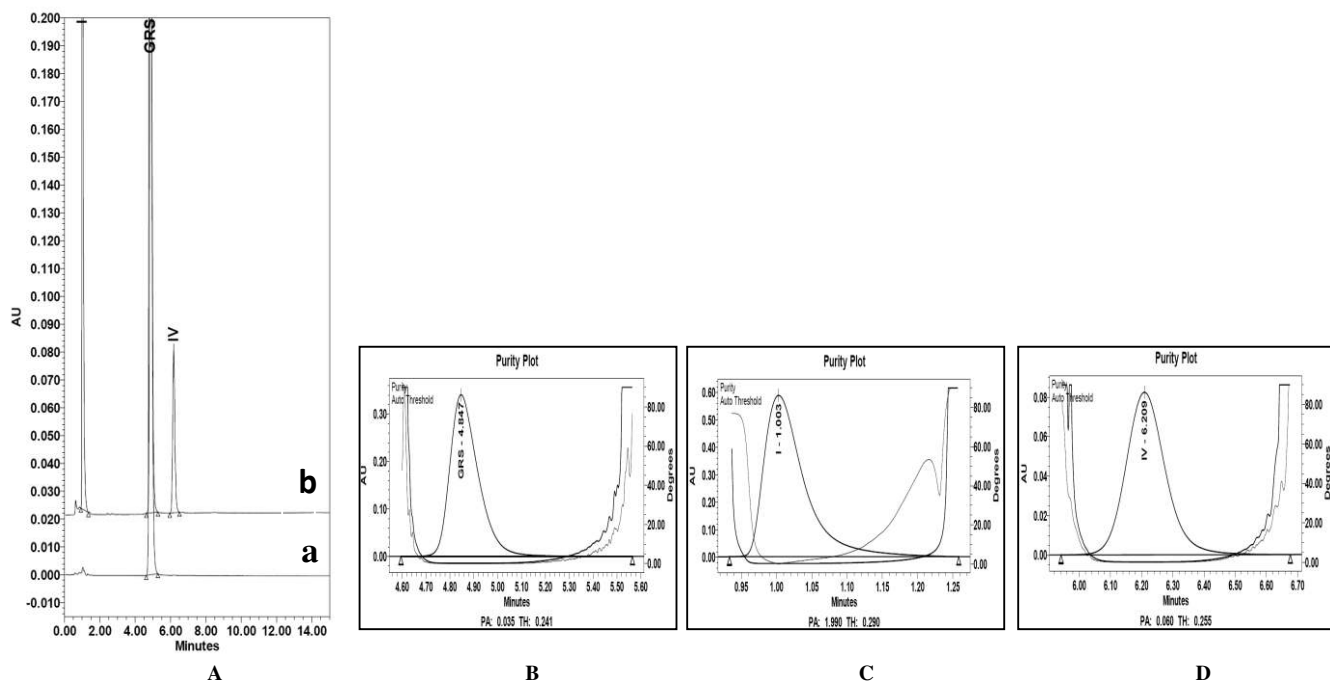 0.200
0.190
0.180
0.170
0.160
0.150
0.140
0.130
0.120
0.110
0.100
0.090
0.080
0.070
0.060
0.050
0.040
0.030
0.020
0.010
0.000
-0.010
AU
I
GRS
IV
b
a
0.00 2.00 4.00 6.00 8.00 10.00 12.00 14.00
Minutes
A
Purity Plot
Purity
Auto Threshold
GRS - 4.847
AU
0.30
0.20
0.10
0.00
Degrees
80.00
60.00
40.00
20.00
0.00
4.60 4.70 4.80 4.90 5.00 5.10 5.20 5.30 5.40 5.50 5.60
Minutes
PA: 0.035 TH: 0.241
B
Purity Plot
Purity
Auto Threshold
I - 1.003
AU
0.60
0.50
0.40
0.30
0.20
0.10
0.00
Degrees
80.00
60.00
40.00
20.00
0.00
0.95 1.00 1.05 1.10 1.15 1.20 1.25
Minutes
PA: 1.990 TH: 0.290
C
Purity Plot
Purity
Auto Threshold
IV - 6.209
AU
0.08
0.06
0.04
0.02
0.00
Degrees
80.00
60.00
40.00
20.00
0.00
6.00 6.10 6.20 6.30 6.40 6.50 6.60 6.70
Minutes
PA: 0.060 TH: 0.255
D